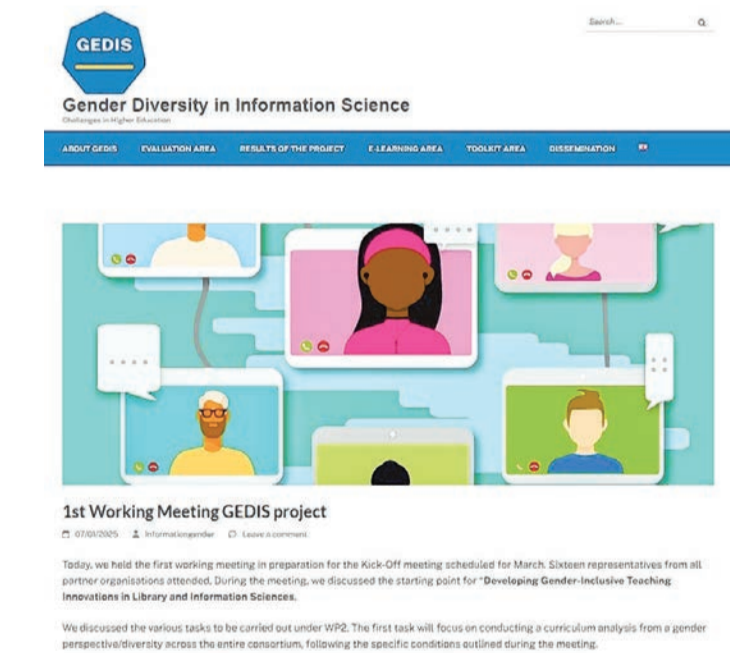 GEDIS
Search...
Gender Diversity in Information Science
Challenges in Higher Education
ABOUT GEDIS EVALUATION AREA RESULTS OF THE PROJECT E-LEARNING AREA TOOLKIT AREA DISSEMINATION
1st Working Meeting GEDIS project
07/01/2025 Informationgender Leave a comment
Today, we held the first working meeting in preparation for the Kick-Off meeting scheduled for March. Sixteen representatives from all
partner organisations attended. During the meeting, we discussed the starting point for "Developing Gender-Inclusive Teaching
Innovations in Library and Information Sciences.
We discussed the various tasks to be carried out under WP2. The first task will focus on conducting a curriculum analysis from a gender
perspective/diversity across the entire consortium, following the specific conditions outlined during the meeting.